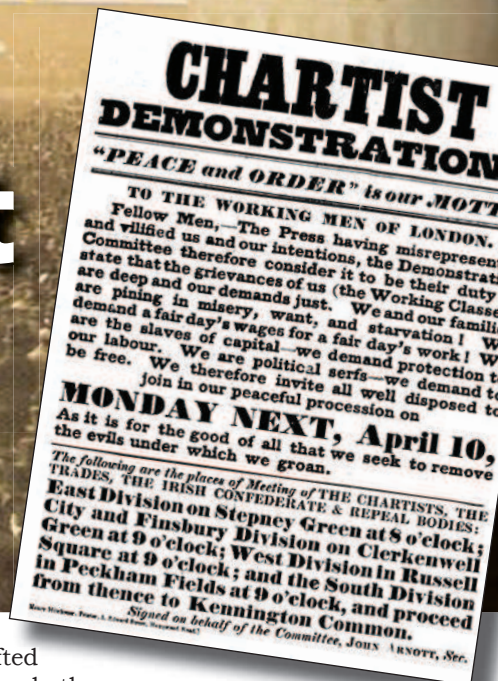 CHARTIST
DEMONSTRATION
"PEACE and ORDER" is our MOTT
TO THE WORKING MEN OF LONDON.
Fellow Men,—The Press having misrepresen
and vilified us and our intentions, the Demonstrat
Committee therefore consider it to be their duty
state that the grievances of us (the Working Classe
are deep and our demands just. We and our famili
are pining in misery, want, and starvation! W
demand a fair day's wages for a fair day's work! W
are the slaves of capital—we demand protection t
our labour. We are political serfs—we demand to
be free. We therefore invite all well disposed to
join in our peaceful procession on
MONDAY NEXT, April 10,
As it is for the good of all that we seek to remove
the evils under which we groan.
The following are the places of Meeting of THE CHARTISTS, THE
TRADES, THE IRISH CONFEDERATE & REPEAL BODIES:
East Division on Stepney Green at 8 o'clock;
City and Finsbury Division on Clerkenwell
Green at 9 o'clock; West Division in Russell
Square at 9 o'clock; and the South Division
in Peckham Fields at 9 o'clock, and proceed
from thence to Kennington Common.
Signed on behalf of the Committee, JOHN ARNOTT, Sec.
t
fted